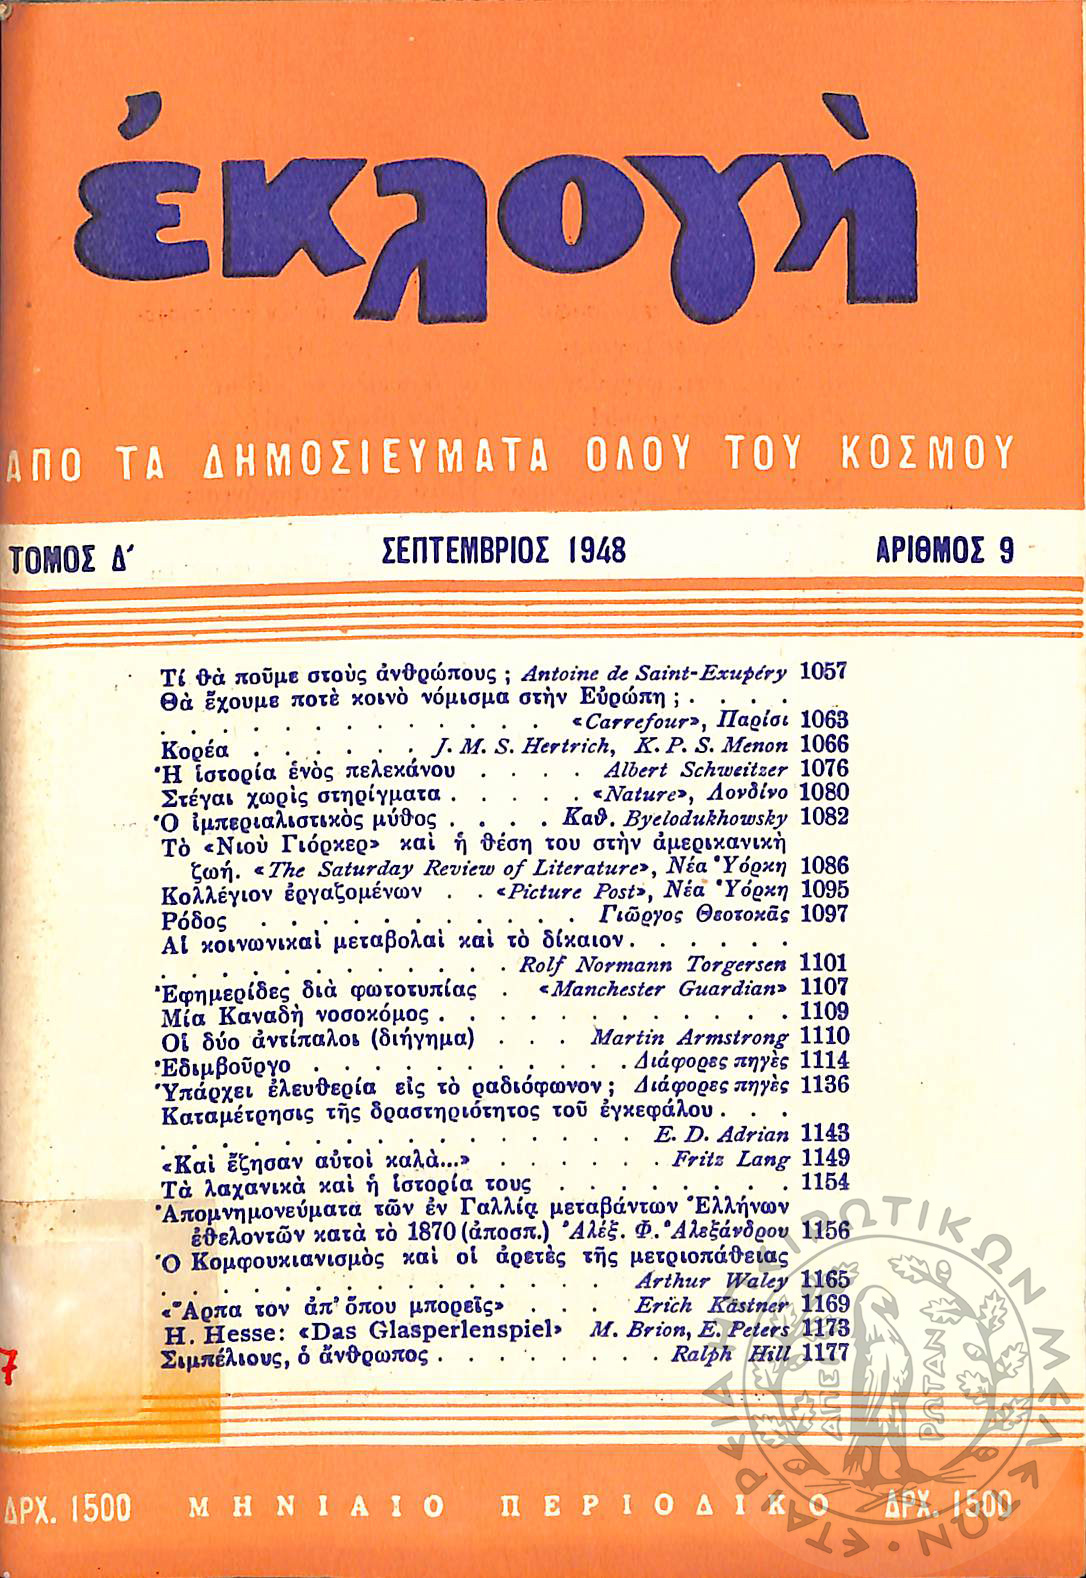 ἐκλογὴ
ΑΠΟ ΤΑ ΔΗΜΟΣΙΕΥΜΑΤΑ ΟΛΟΥ ΤΟΥ ΚΟΣΜΟΥ
ΤΟΜΟΣ Δ΄ ΣΕΠΤΕΜΒΡΙΟΣ 1948 ΑΡΙΘΜΟΣ 9
Τί θὰ ποῦμε στοὺς ἀνθρώπους ; Antoine de Saint-Exupéry 1057
Θὰ ἔχουμε ποτὲ κοινὸ νόμισμα στὴν Εὐρώπη ; . . . .
. . . . . . . . . . . . . «Carrefour», Παρίσι 1063
Κορέα . . . . . . J. M. S. Hertrich, K. P. S. Menon 1066
Ἡ ἱστορία ἑνὸς πελεκάνου . . . . Albert Schweitzer 1076
Στέγαι χωρὶς στηρίγματα . . . . . «Nature», Λονδίνο 1080
Ὁ ἰμπεριαλιστικὸς μύθος . . . . Καθ. Byelodukhowsky 1082
Τὸ «Νιοὺ Γιόρκερ» καὶ ἡ θέση του στὴν ἀμερικανικὴ
ζωή. «The Saturday Review of Literature», Νέα Ὑόρκη 1086
Κολλέγιον ἐργαζομένων . . «Picture Post», Νέα Ὑόρκη 1095
Ρόδος . . . . . . . . . . . Γιῶργος Θεοτοκᾶς 1097
Αἱ κοινωνικαὶ μεταβολαὶ καὶ τὸ δίκαιον . . . . . .
. . . . . . . . . . . . Rolf Normann Torgersen 1101
Ἐφημερίδες διὰ φωτοτυπίας . «Manchester Guardian» 1107
Μία Καναδὴ νοσοκόμος . . . . . . . . . . . . 1109
Οἱ δύο ἀντίπαλοι (διήγημα) . . . Martin Armstrong 1110
Ἐδιμβοῦργο . . . . . . . . . . . Διάφορες πηγὲς 1114
Ὑπάρχει ἐλευθερία εἰς τὸ ραδιόφωνον ; Διάφορες πηγὲς 1136
Καταμέτρησις τῆς δραστηριότητος τοῦ ἐγκεφάλου . . .
. . . . . . . . . . . . . . . . E. D. Adrian 1143
«Καὶ ἔζησαν αὐτοὶ καλὰ...» . . . . . . Fritz Lang 1149
Τὰ λαχανικὰ καὶ ἡ ἱστορία τους . . . . . . . . 1154
Ἀπομνημονεύματα τῶν ἐν Γαλλίᾳ μεταβάντων Ἑλλήνων
ἐθελοντῶν κατὰ τὸ 1870 (ἀποσπ.) Ἀλέξ. Φ. Ἀλεξάνδρου 1156
Ὁ Κομφουκιανισμὸς καὶ οἱ ἀρετὲς τῆς μετριοπάθειας
. . . . . . . . . . . . . . . Arthur Waley 1165
«Ἅρπα τον ἀπ' ὅπου μπορεῖς» . . . Erich Kästner 1169
H. Hesse: «Das Glasperlenspiel» M. Brion, E. Peters 1173
Σιμπέλιους, ὁ ἄνθρωπος . . . . . . . . Ralph Hill 1177
7
ΔΡΧ. 1500 ΜΗΝΙΑΙΟ ΠΕΡΙΟΔΙΚΟ ΔΡΧ. 1500
ΕΤΑΙΡΕΙΑ ΗΠΕΙΡΩΤΙΚΩΝ ΜΕΛΕΤΩΝ
ΑΠΕΙ ΡΩΤΑΝ